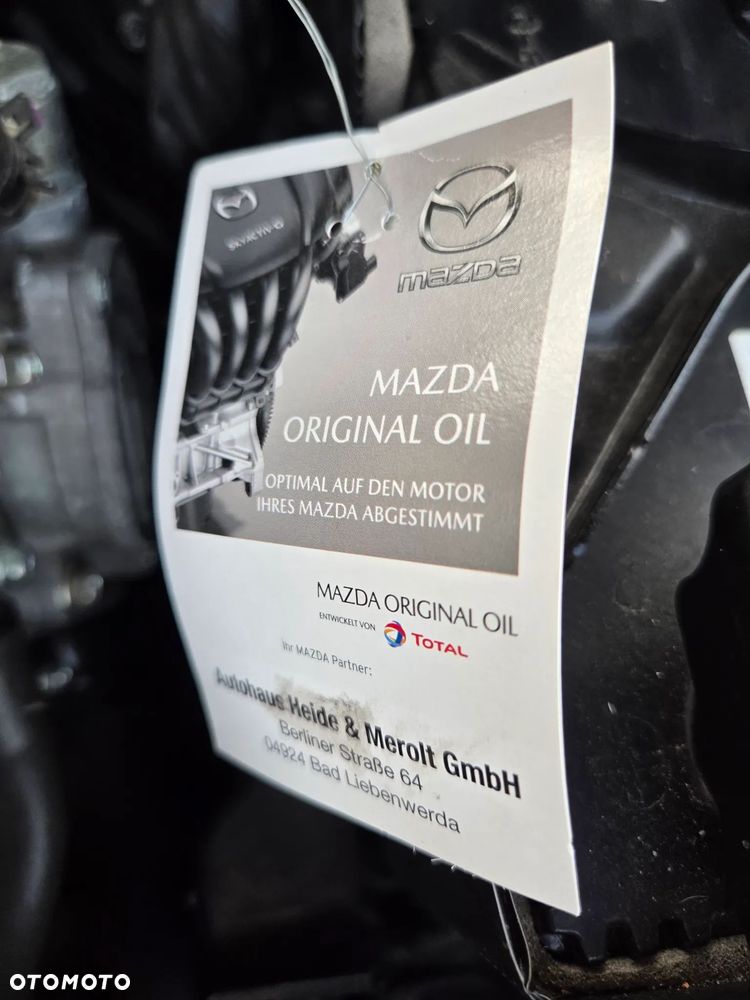 SKYACTIV-G
mazda
MAZDA
ORIGINAL OIL
OPTIMAL AUF DEN MOTOR
IHRES MAZDA ABGESTIMMT
MAZDA ORIGINAL OIL
ENTWICKELT VON TOTAL
Ihr MAZDA Partner:
Autohaus Heide & Merolt GmbH
Berliner Straße 64
04924 Bad Liebenwerda
OTOMOTO